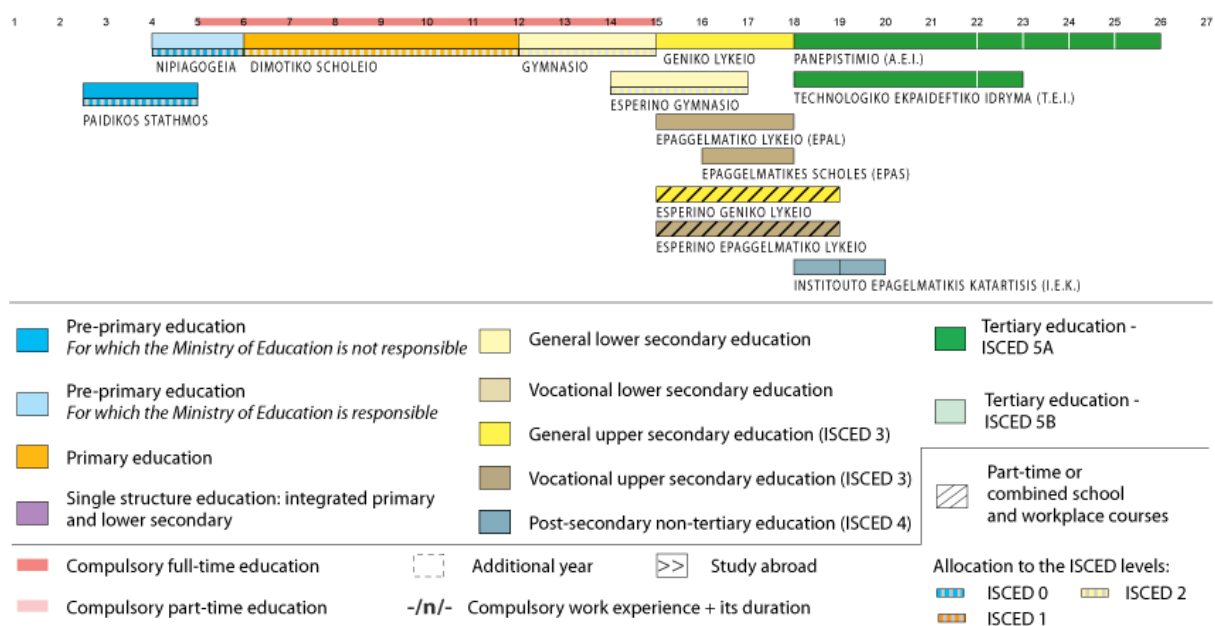 1 2 3 4 5 6 7 8 9 10 11 12 13 14 15 16 17 18 19 20 21 22 23 24 25 26 27
NIPIAGOGEIA DIMOTIKO SCHOLEIO GYMNASIO GENIKO LYKEIO PANEPISTIMIO (A.E.I.)
PAIDIKOS STATHMOS ESPERINO GYMNASIO TECHNOLOGIKO EKPAIDEFTIKO IDRYMA (T.E.I.)
EPAGGELMATIKO LYKEIO (EPAL)
EPAGGELMATIKES SCHOLES (EPAS)
ESPERINO GENIKO LYKEIO
ESPERINO EPAGGELMATIKO LYKEIO
INSTITOUTO EPAGELMATIKIS KATARTISIS (I.E.K.)
Pre-primary education
For which the Ministry of Education is not responsible
Pre-primary education
For which the Ministry of Education is responsible
Primary education
Single structure education: integrated primary
and lower secondary
General lower secondary education
Vocational lower secondary education
General upper secondary education (ISCED 3)
Vocational upper secondary education (ISCED 3)
Post-secondary non-tertiary education (ISCED 4)
Tertiary education -
ISCED 5A
Tertiary education -
ISCED 5B
Part-time or
combined school
and workplace courses
Compulsory full-time education
Compulsory part-time education
Additional year
-/n/- Compulsory work experience + its duration
>> Study abroad
Allocation to the ISCED levels:
ISCED 0 ISCED 2
ISCED 1